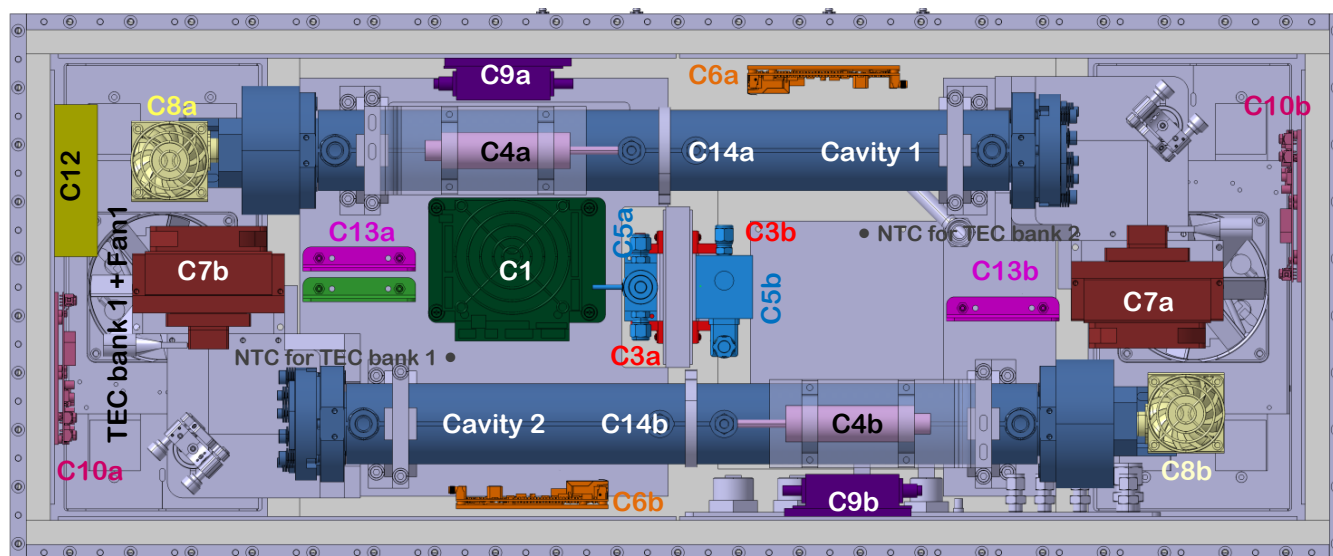 C9a
C6a
C8a
C10b
C12
C4a
C14a
Cavity 1
C13a
C5a
C3b
NTC for TEC bank 2
C7b
C1
C13b
C5b
C7a
TEC bank 1 + Fan1
NTC for TEC bank 1
C3a
Cavity 2
C14b
C4b
C10a
C8b
C6b
C9b